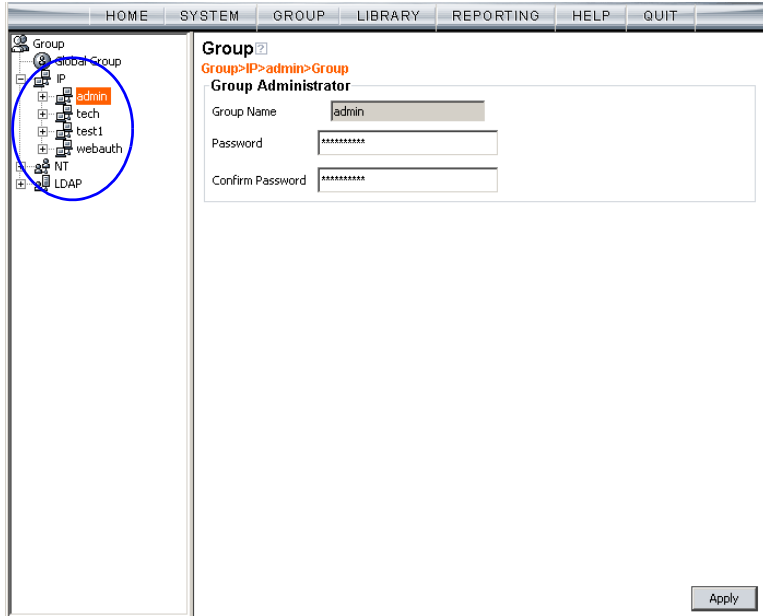 HOME SYSTEM GROUP LIBRARY REPORTING HELP QUIT
Group
Global Group
IP
admin
tech
test1
webauth
NT
LDAP
Group?
Group>IP>admin>Group
Group Administrator
Group Name admin
Password **********
Confirm Password **********
Apply